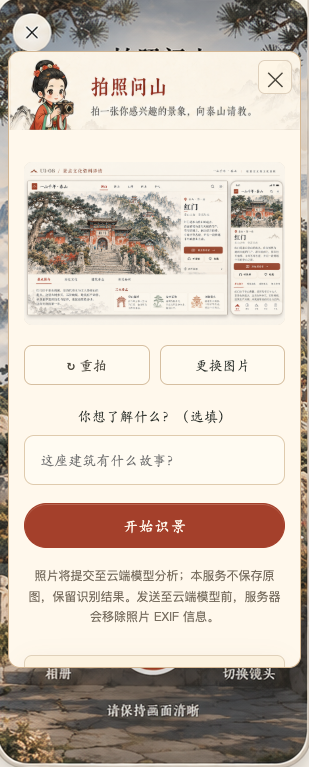 拍照问山
拍一张你感兴趣的景象，向泰山请教。
红门
红门
↻ 重拍
更换图片
你想了解什么？（选填）
这座建筑有什么故事？
开始识景
照片将提交至云端模型分析；本服务不保存原
图，保留识别结果。发送至云端模型前，服务器
会移除照片 EXIF 信息。
相册
切换镜头
请保持画面清晰